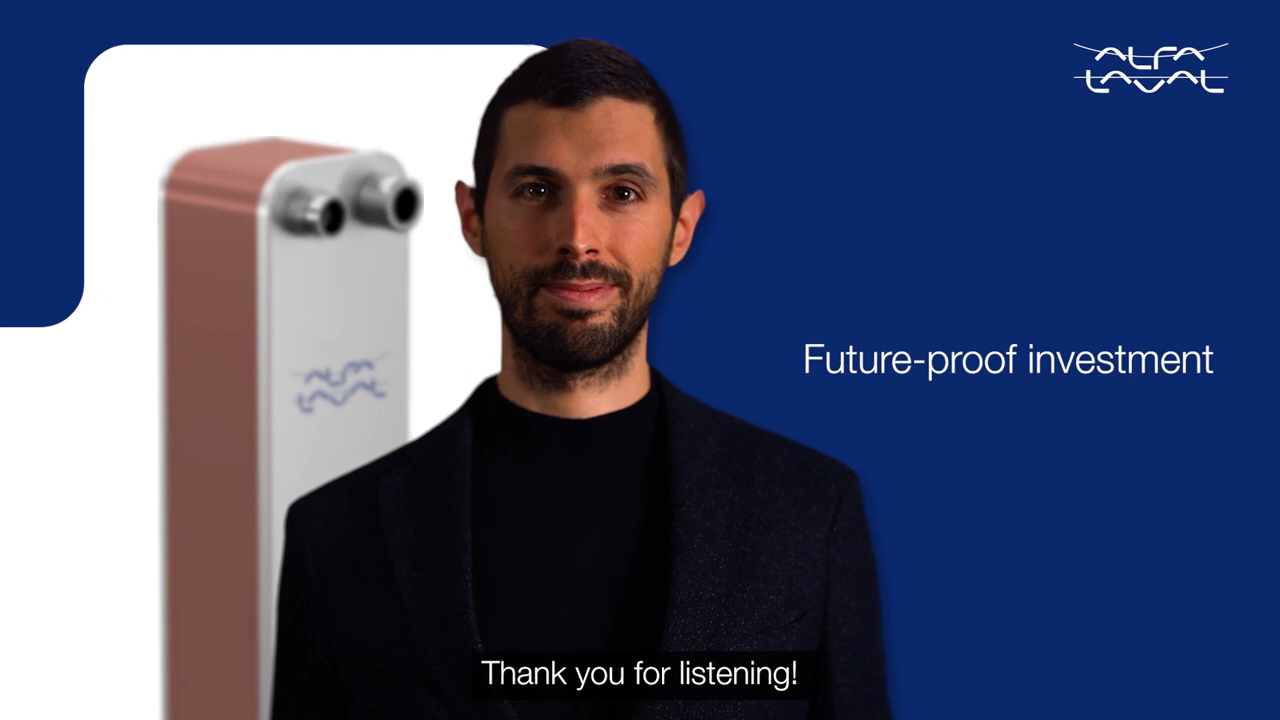 ALFA
LAVAL
ALFA
LAVAL
Future-proof investment
Thank you for listening!